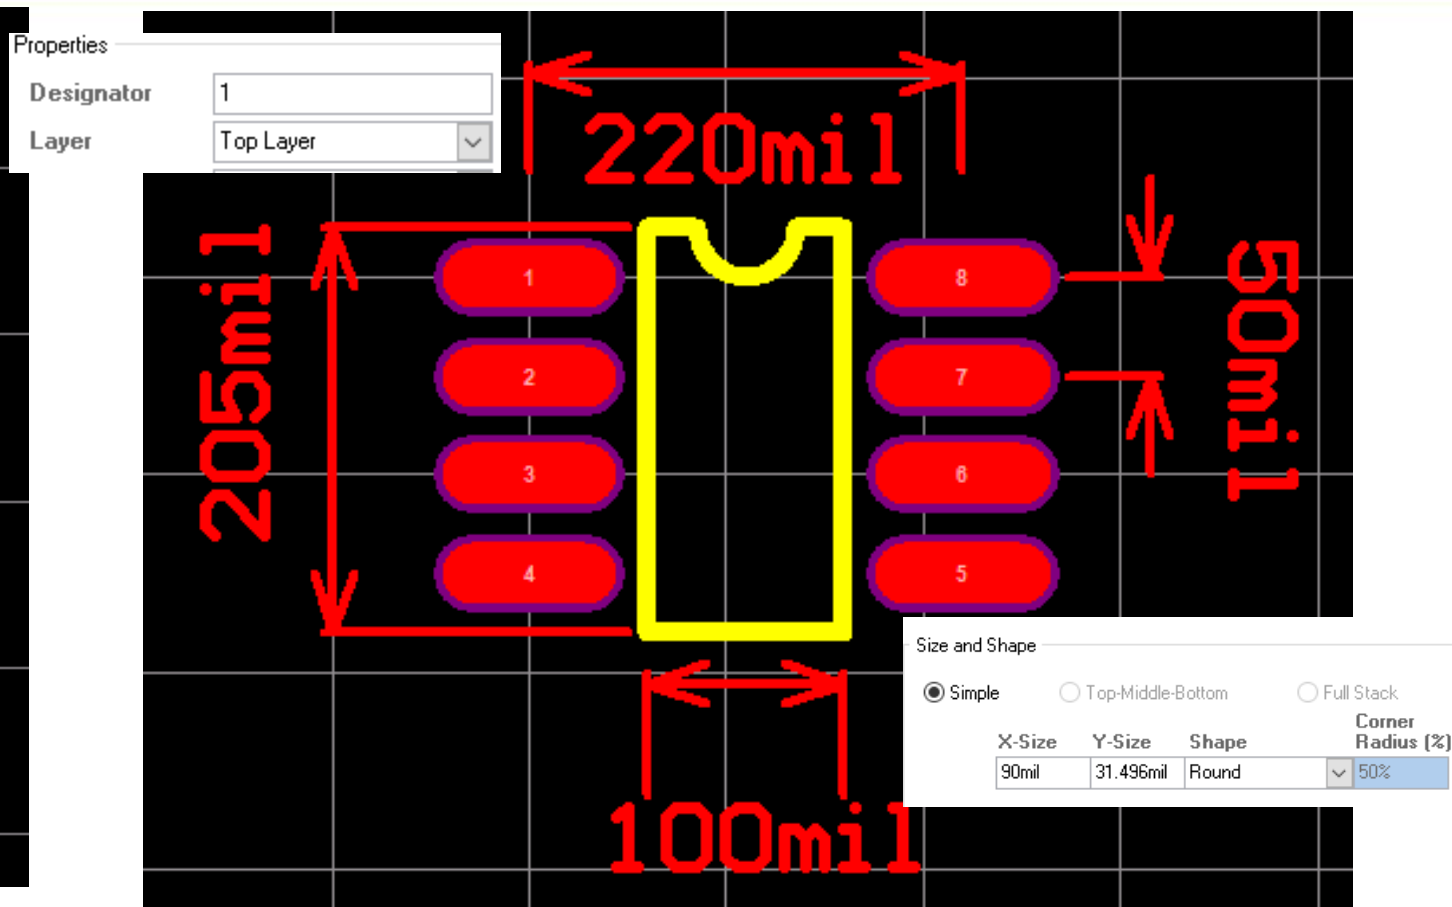 Properties
Designator 1
Layer Top Layer
220mil
205mil
50mil
1 8
2 7
3 6
4 5
100mil
Size and Shape
Simple Top-Middle-Bottom Full Stack
X-Size Y-Size Shape Corner Radius (%)
90mil 31.496mil Round 50%